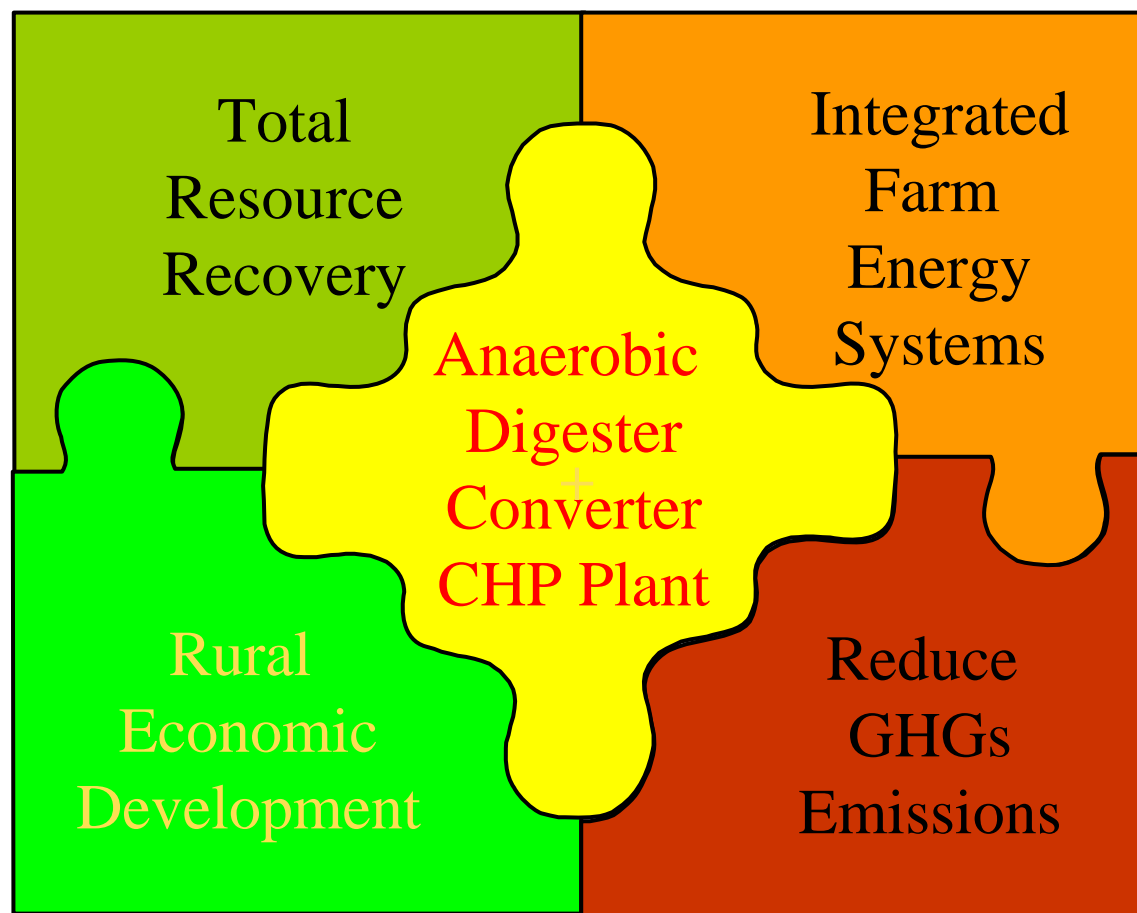 Total
Resource
Recovery
Integrated
Farm
Energy
Systems
Anaerobic
Digester
+
Converter
CHP Plant
Rural
Economic
Development
Reduce
GHGs
Emissions